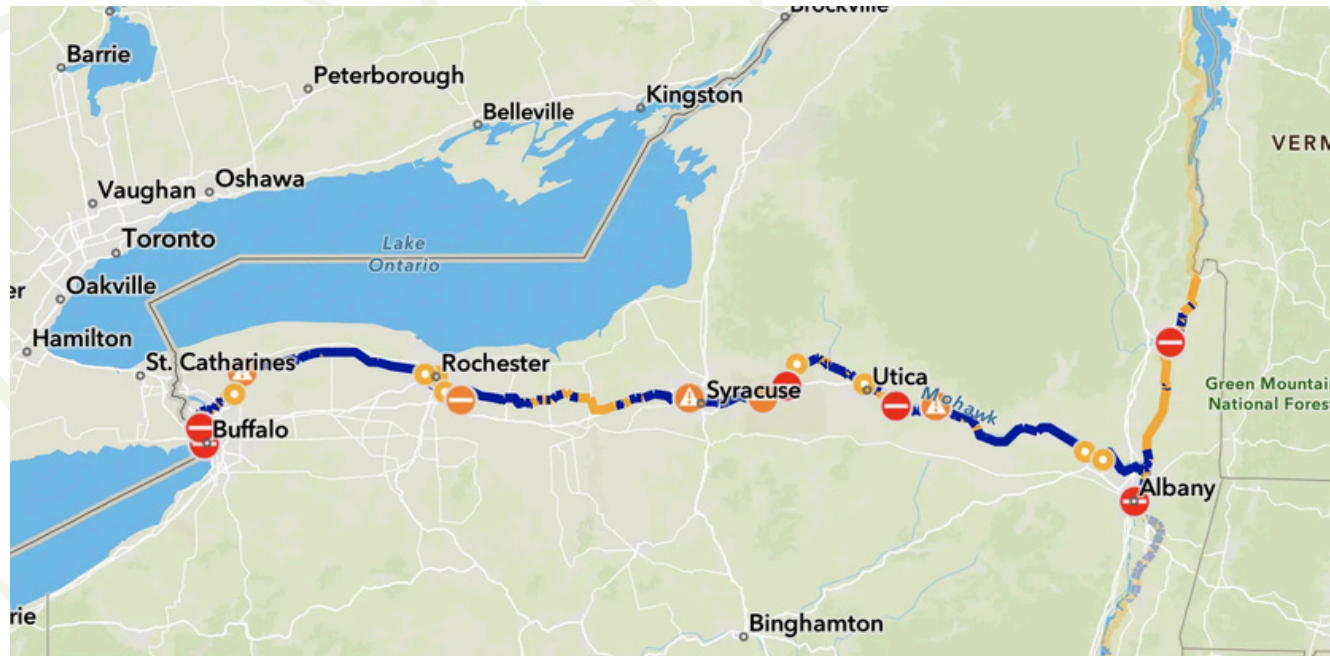 Barrie
Peterborough
Belleville
Kingston
VERM
Vaughan
Oshawa
Toronto
Lake
Ontario
er
Oakville
Hamilton
St. Catharines
Rochester
Syracuse
Utica
Mohawk
Green Mountain
National Forest
Buffalo
Albany
rie
Binghamton